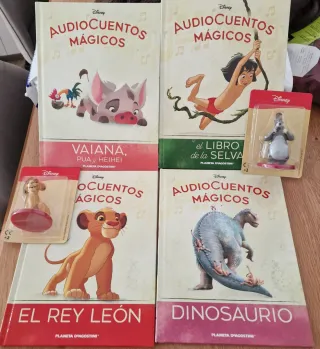 Disney
AUDIOCUENTOS
MÁGICOS
VAIANA,
PUA y HEIHEI
PLANETA DEAGOSTINI
Disney
AUDIOCUENTOS
MÁGICOS
el LIBRO
de la SELVA
PLANETA DEAGOSTINI
Disney
Disney
Disney
AUDIOCUENTOS
MÁGICOS
EL REY LEÓN
PLANETA DEAGOSTINI
Disney
AUDIOCUENTOS
MÁGICOS
DINOSAURIO
PLANETA DEAGOSTINI